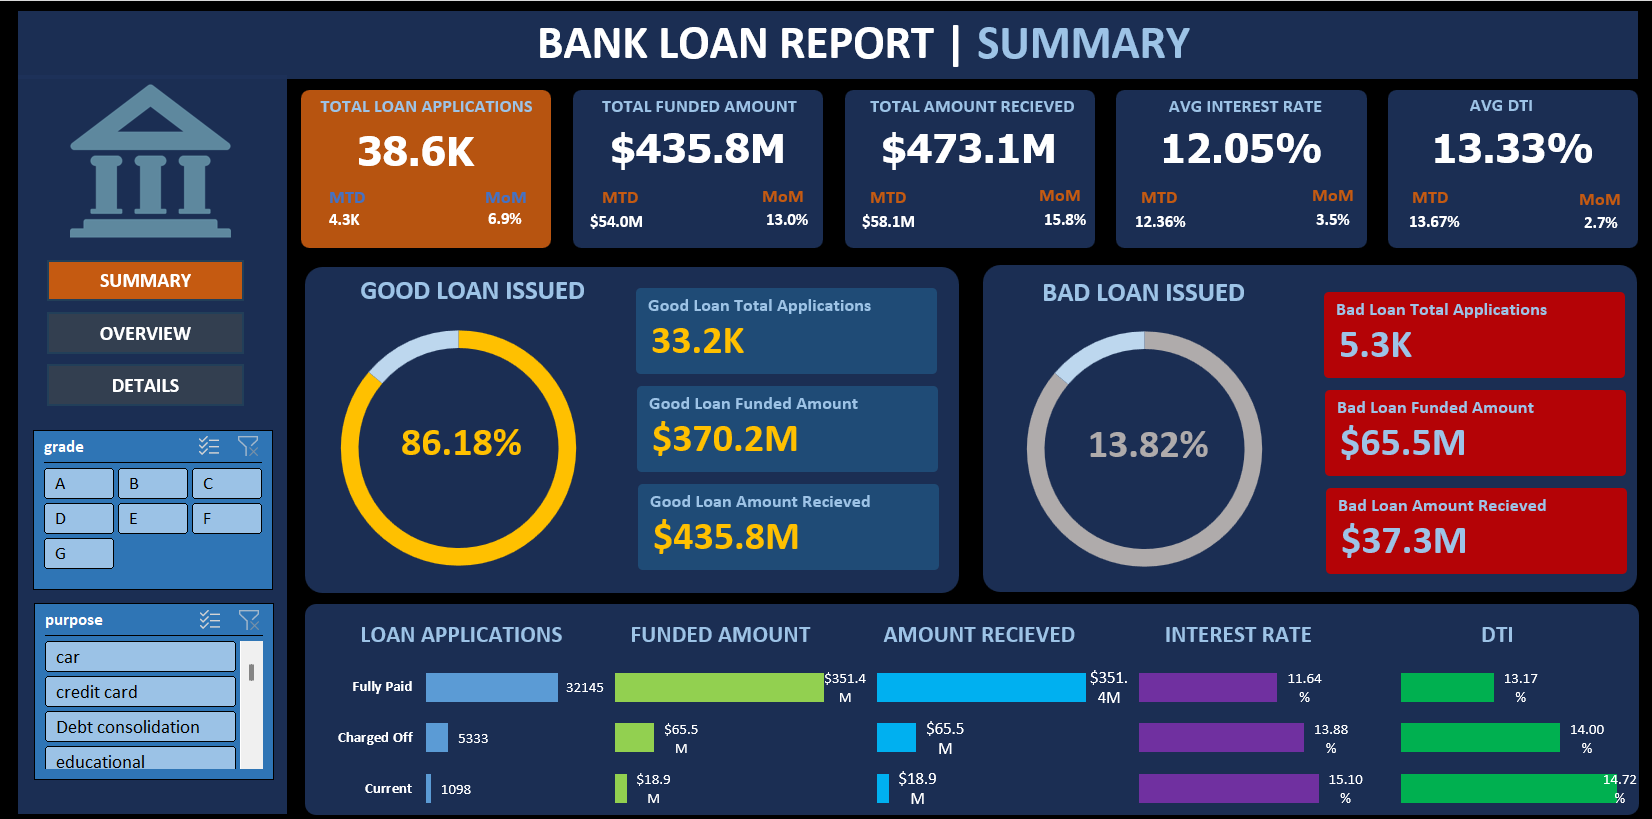 BANK LOAN REPORT | SUMMARY
SUMMARY
OVERVIEW
DETAILS
grade
A
B
C
D
E
F
G
purpose
car
credit card
Debt consolidation
educational
TOTAL LOAN APPLICATIONS
38.6K
MTD MoM
4.3K 6.9%
TOTAL FUNDED AMOUNT
$435.8M
MTD MoM
$54.0M 13.0%
TOTAL AMOUNT RECIEVED
$473.1M
MTD MoM
$58.1M 15.8%
AVG INTEREST RATE
12.05%
MTD MoM
12.36% 3.5%
AVG DTI
13.33%
MTD MoM
13.67% 2.7%
GOOD LOAN ISSUED
86.18%
Good Loan Total Applications
33.2K
Good Loan Funded Amount
$370.2M
Good Loan Amount Recieved
$435.8M
BAD LOAN ISSUED
13.82%
Bad Loan Total Applications
5.3K
Bad Loan Funded Amount
$65.5M
Bad Loan Amount Recieved
$37.3M
LOAN APPLICATIONS
Fully Paid 32145
Charged Off 5333
Current 1098
FUNDED AMOUNT
$351.4
M
$65.5
M
$18.9
M
AMOUNT RECIEVED
$351.
4M
$65.5
M
$18.9
M
INTEREST RATE
11.64
%
13.88
%
15.10
%
DTI
13.17
%
14.00
%
14.72
%